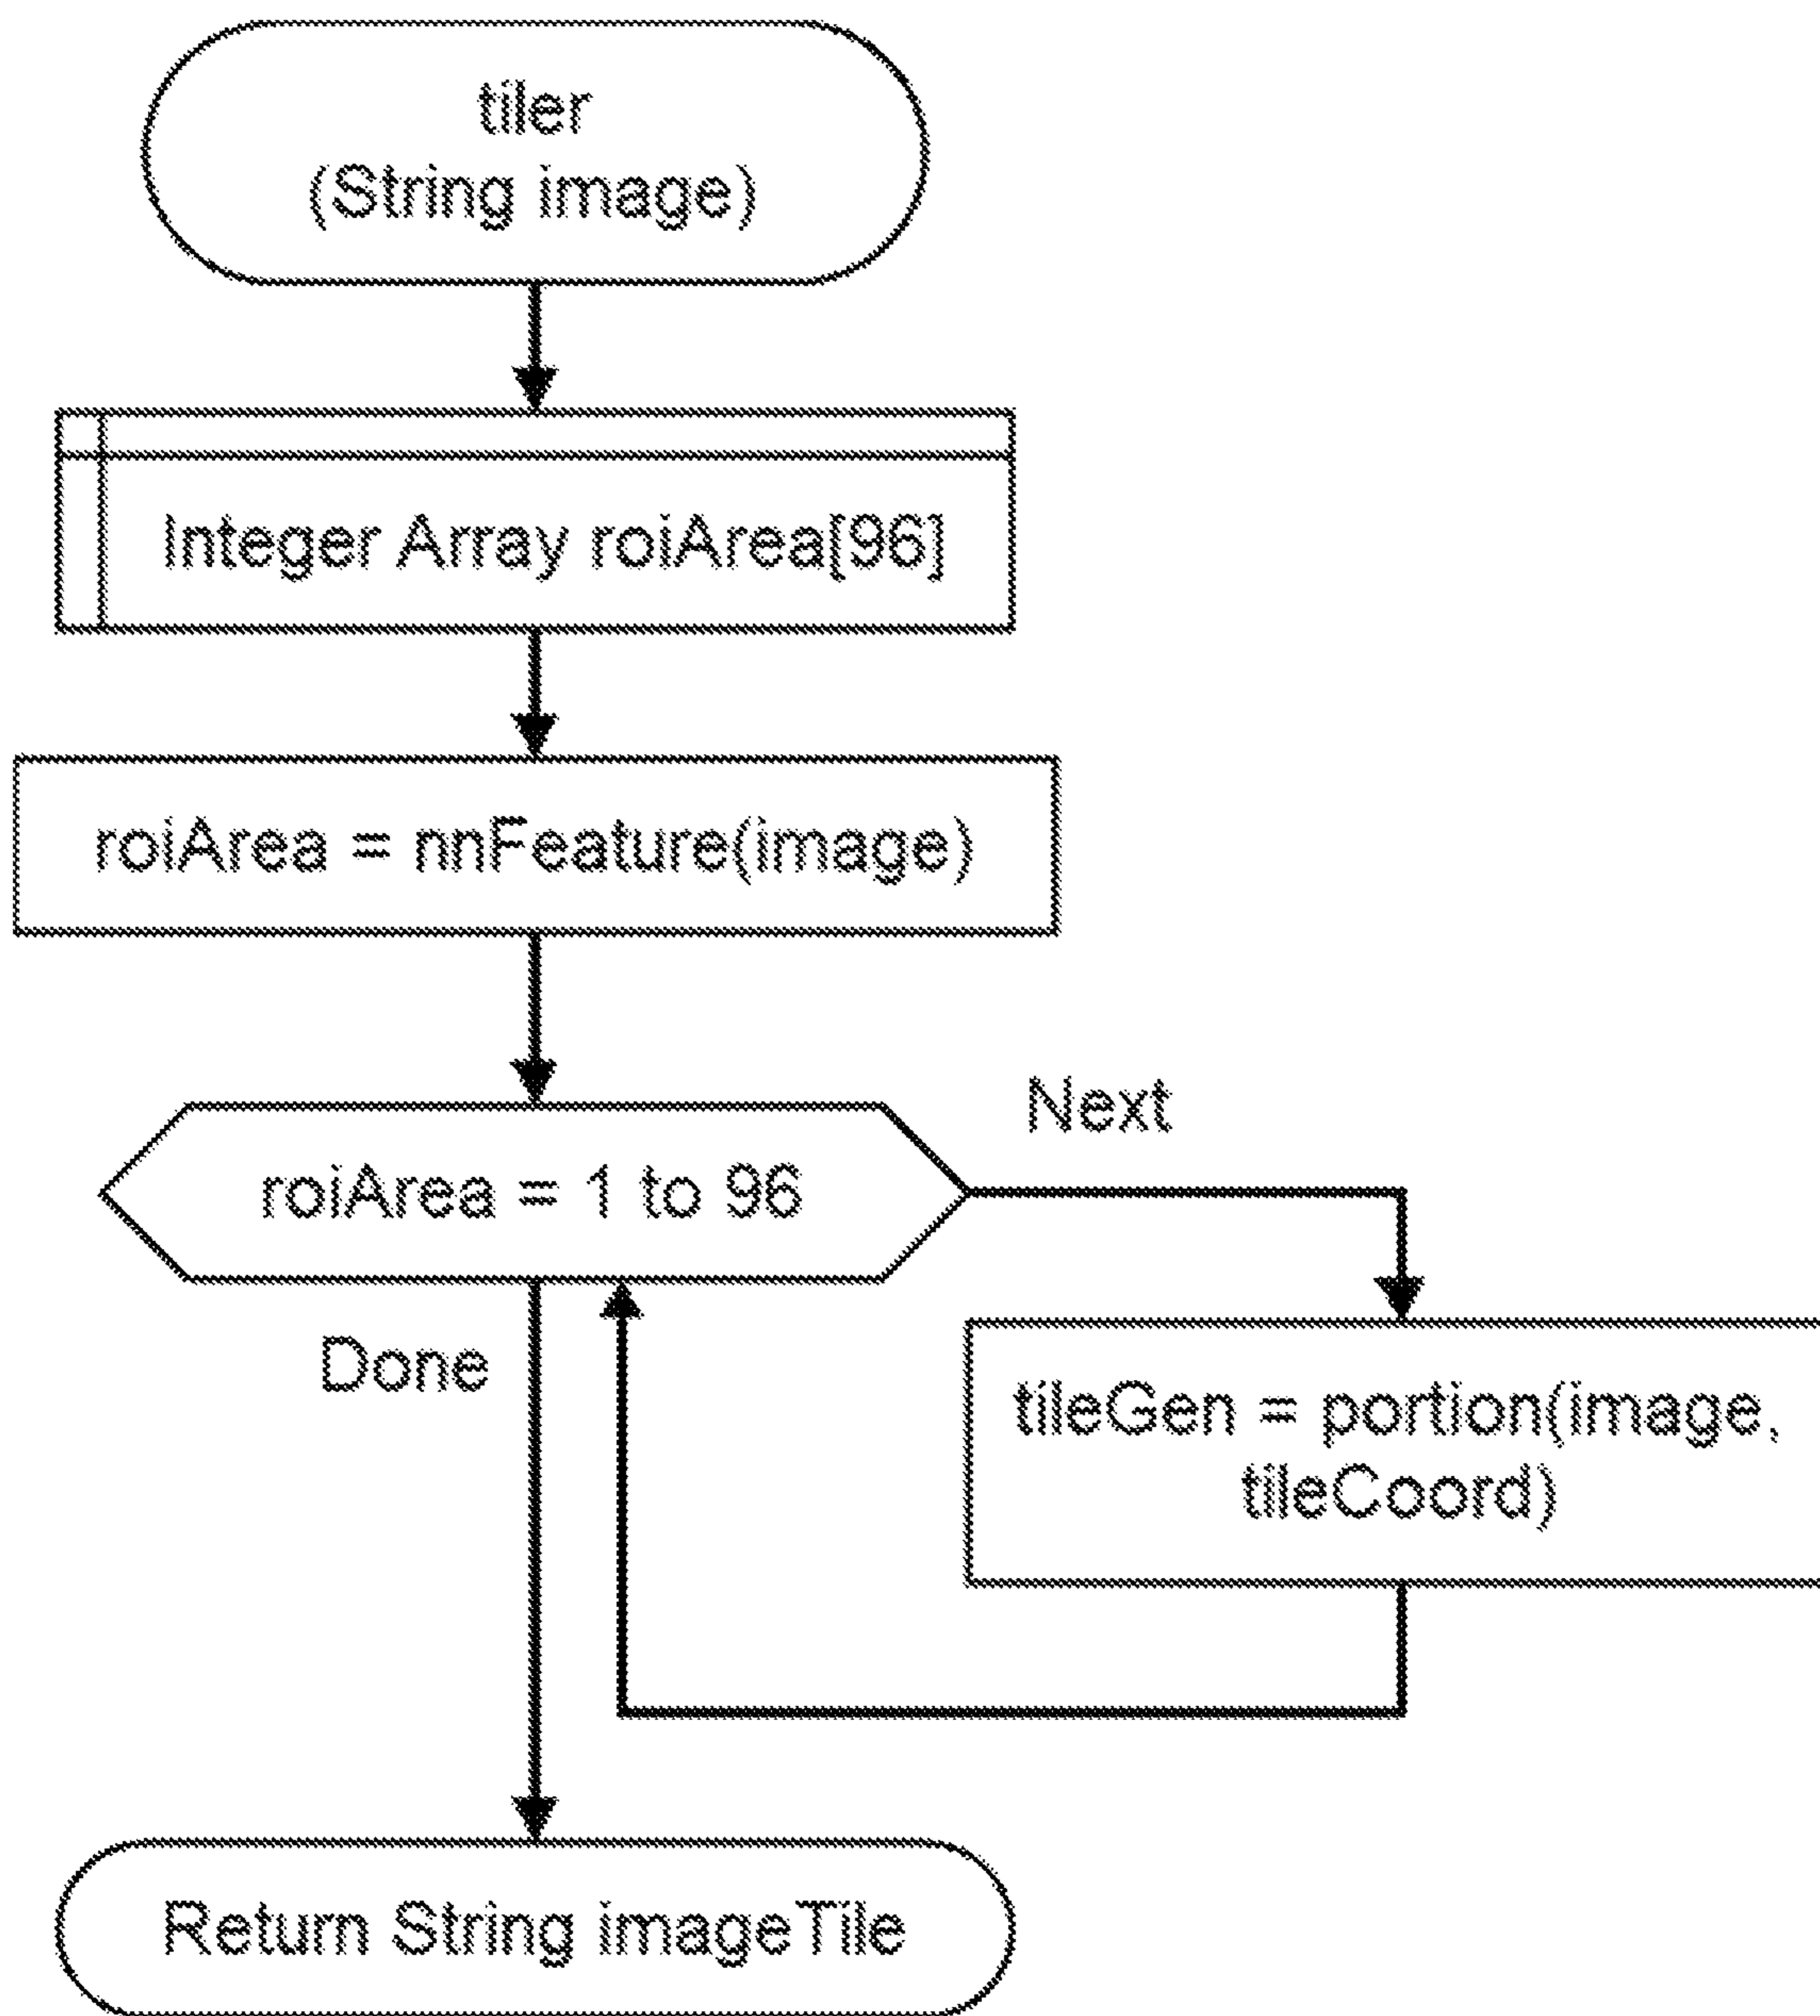 tiler
(String image)
Integer Array roiArea[96]
roiArea = nnFeature(image)
roiArea = 1 to 96
Next
Done
tileGen = portion(image,
tileCoord)
Return String imageTile